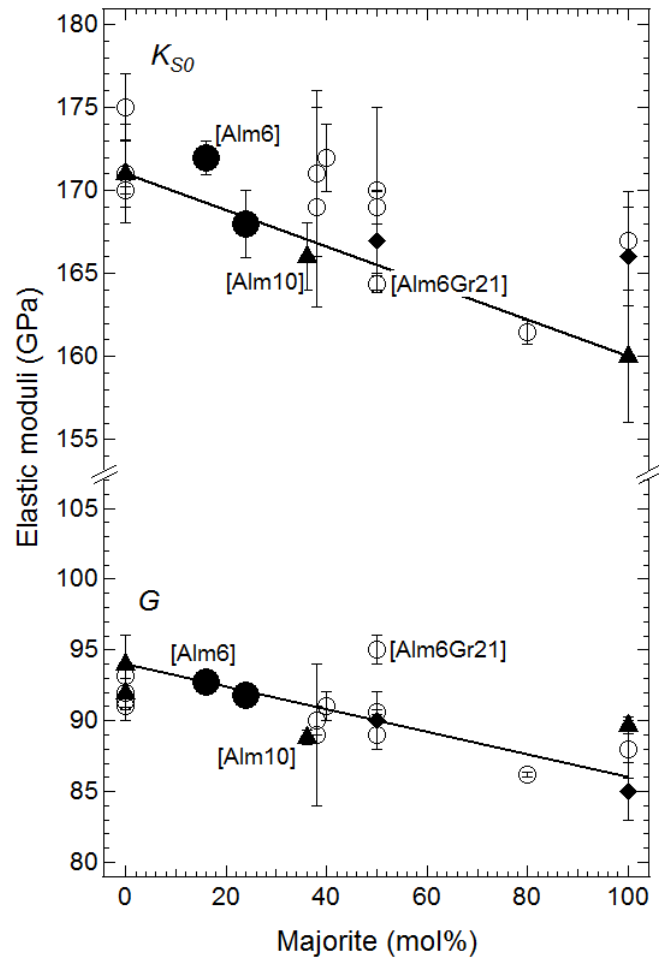 180
K_S0
175
[Alm6]
170
165
[Alm10]
[Alm6Gr21]
160
155
Elastic moduli (GPa)
105
100
G
95
[Alm6]
[Alm6Gr21]
90
[Alm10]
85
80
0 20 40 60 80 100
Majorite (mol%)